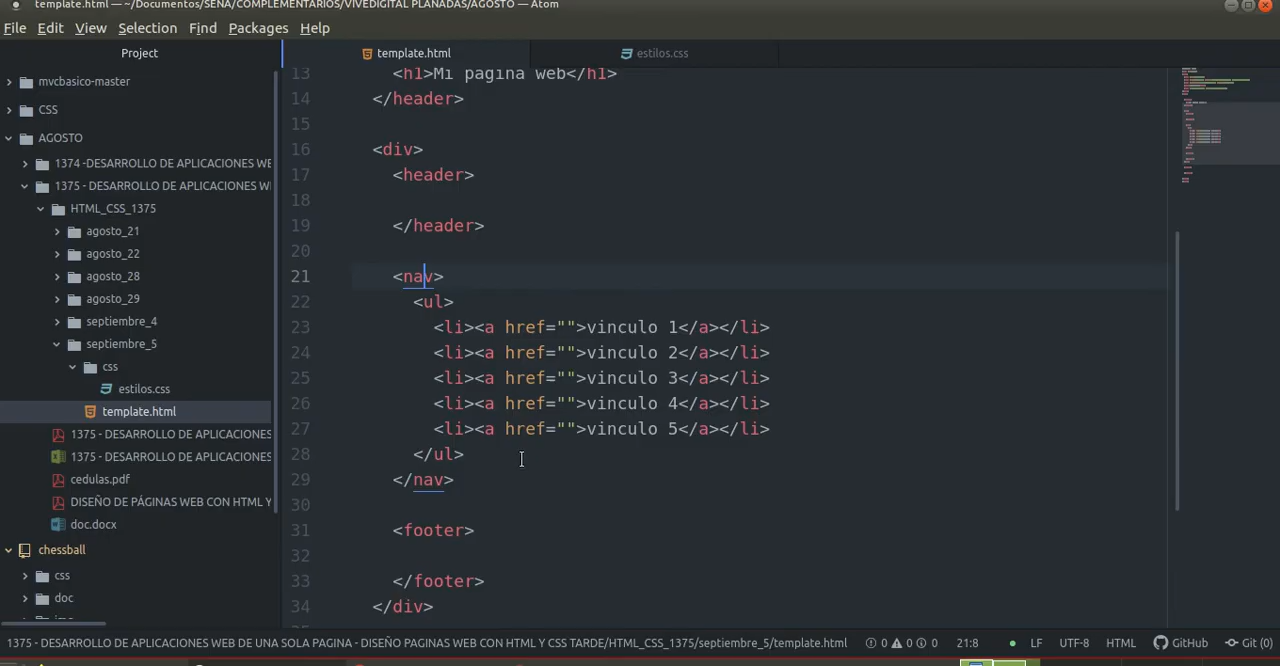 template.html — ~/Documentos/SENA/COMPLEMENTARIOS/VIVEDIGITAL PLANADAS/AGOSTO — Atom
File Edit View Selection Find Packages Help
Project
template.html
estilos.css
mvcbasico-master
CSS
AGOSTO
1374 -DESARROLLO DE APLICACIONES WE
1375 - DESARROLLO DE APLICACIONES WE
HTML_CSS_1375
agosto_21
agosto_22
agosto_28
agosto_29
septiembre_4
septiembre_5
css
estilos.css
template.html
1375 - DESARROLLO DE APLICACIONES
1375 - DESARROLLO DE APLICACIONES
cedulas.pdf
DISEÑO DE PÁGINAS WEB CON HTML Y
doc.docx
chessball
css
doc
13 <h1>Mi pagina web</h1>
14 </header>
15
16 <div>
17 <header>
18
19 </header>
20
21 <nav>
22 <ul>
23 <li><a href="">vinculo 1</a></li>
24 <li><a href="">vinculo 2</a></li>
25 <li><a href="">vinculo 3</a></li>
26 <li><a href="">vinculo 4</a></li>
27 <li><a href="">vinculo 5</a></li>
28 </ul>
29 </nav>
30
31 <footer>
32
33 </footer>
34 </div>
1375 - DESARROLLO DE APLICACIONES WEB DE UNA SOLA PAGINA - DISEÑO PAGINAS WEB CON HTML Y CSS TARDE/HTML_CSS_1375/septiembre_5/template.html 0 0 0 21:8 LF UTF-8 HTML GitHub Git (0)